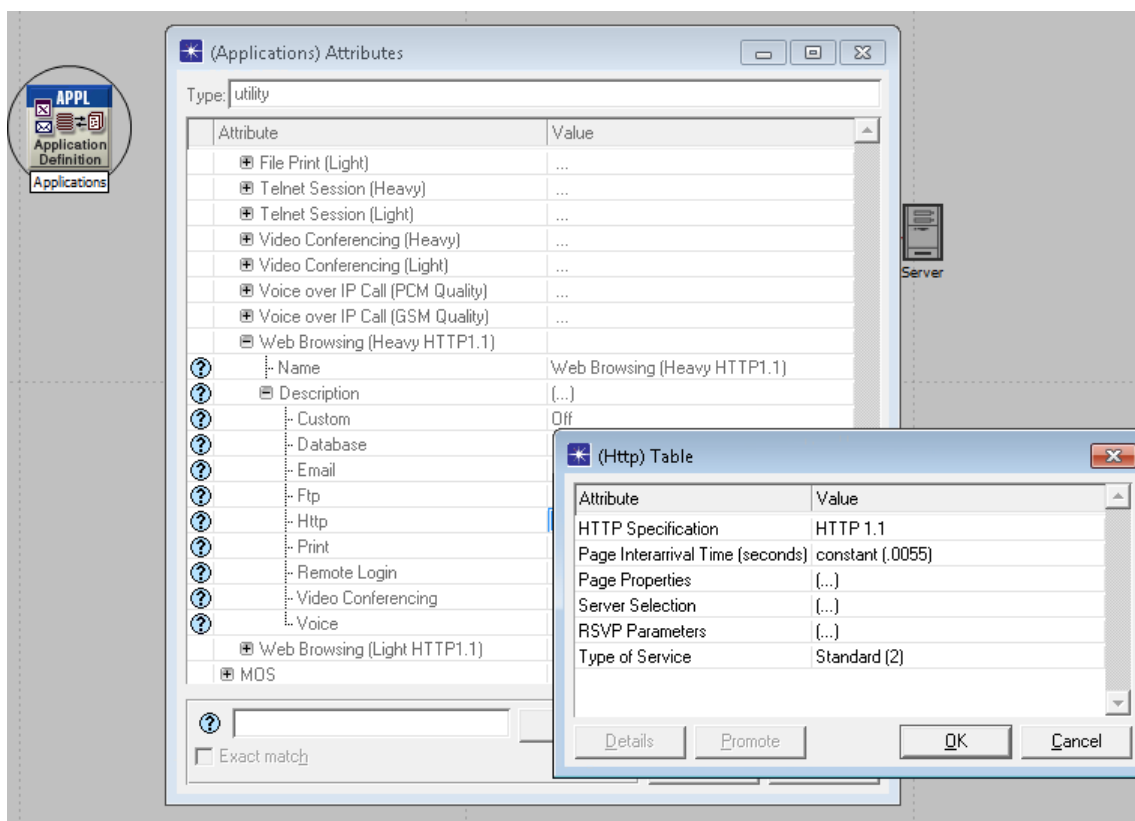 (Applications) Attributes
Type: utility
APPL
Application
Definition
Applications
Attribute Value
File Print (Light) ...
Telnet Session (Heavy) ...
Telnet Session (Light) ...
Video Conferencing (Heavy) ...
Video Conferencing (Light) ...
Server
Voice over IP Call (PCM Quality) ...
Voice over IP Call (GSM Quality) ...
Web Browsing (Heavy HTTP1.1)
Name Web Browsing (Heavy HTTP1.1)
Description (...)
Custom Off
Database
Email
Ftp
Http
Print
Remote Login
Video Conferencing
Voice
Web Browsing (Light HTTP1.1)
MOS
Exact match
(Http) Table
Attribute Value
HTTP Specification HTTP 1.1
Page Interarrival Time (seconds) constant (.0055)
Page Properties (...)
Server Selection (...)
RSVP Parameters (...)
Type of Service Standard (2)
Details Promote OK Cancel